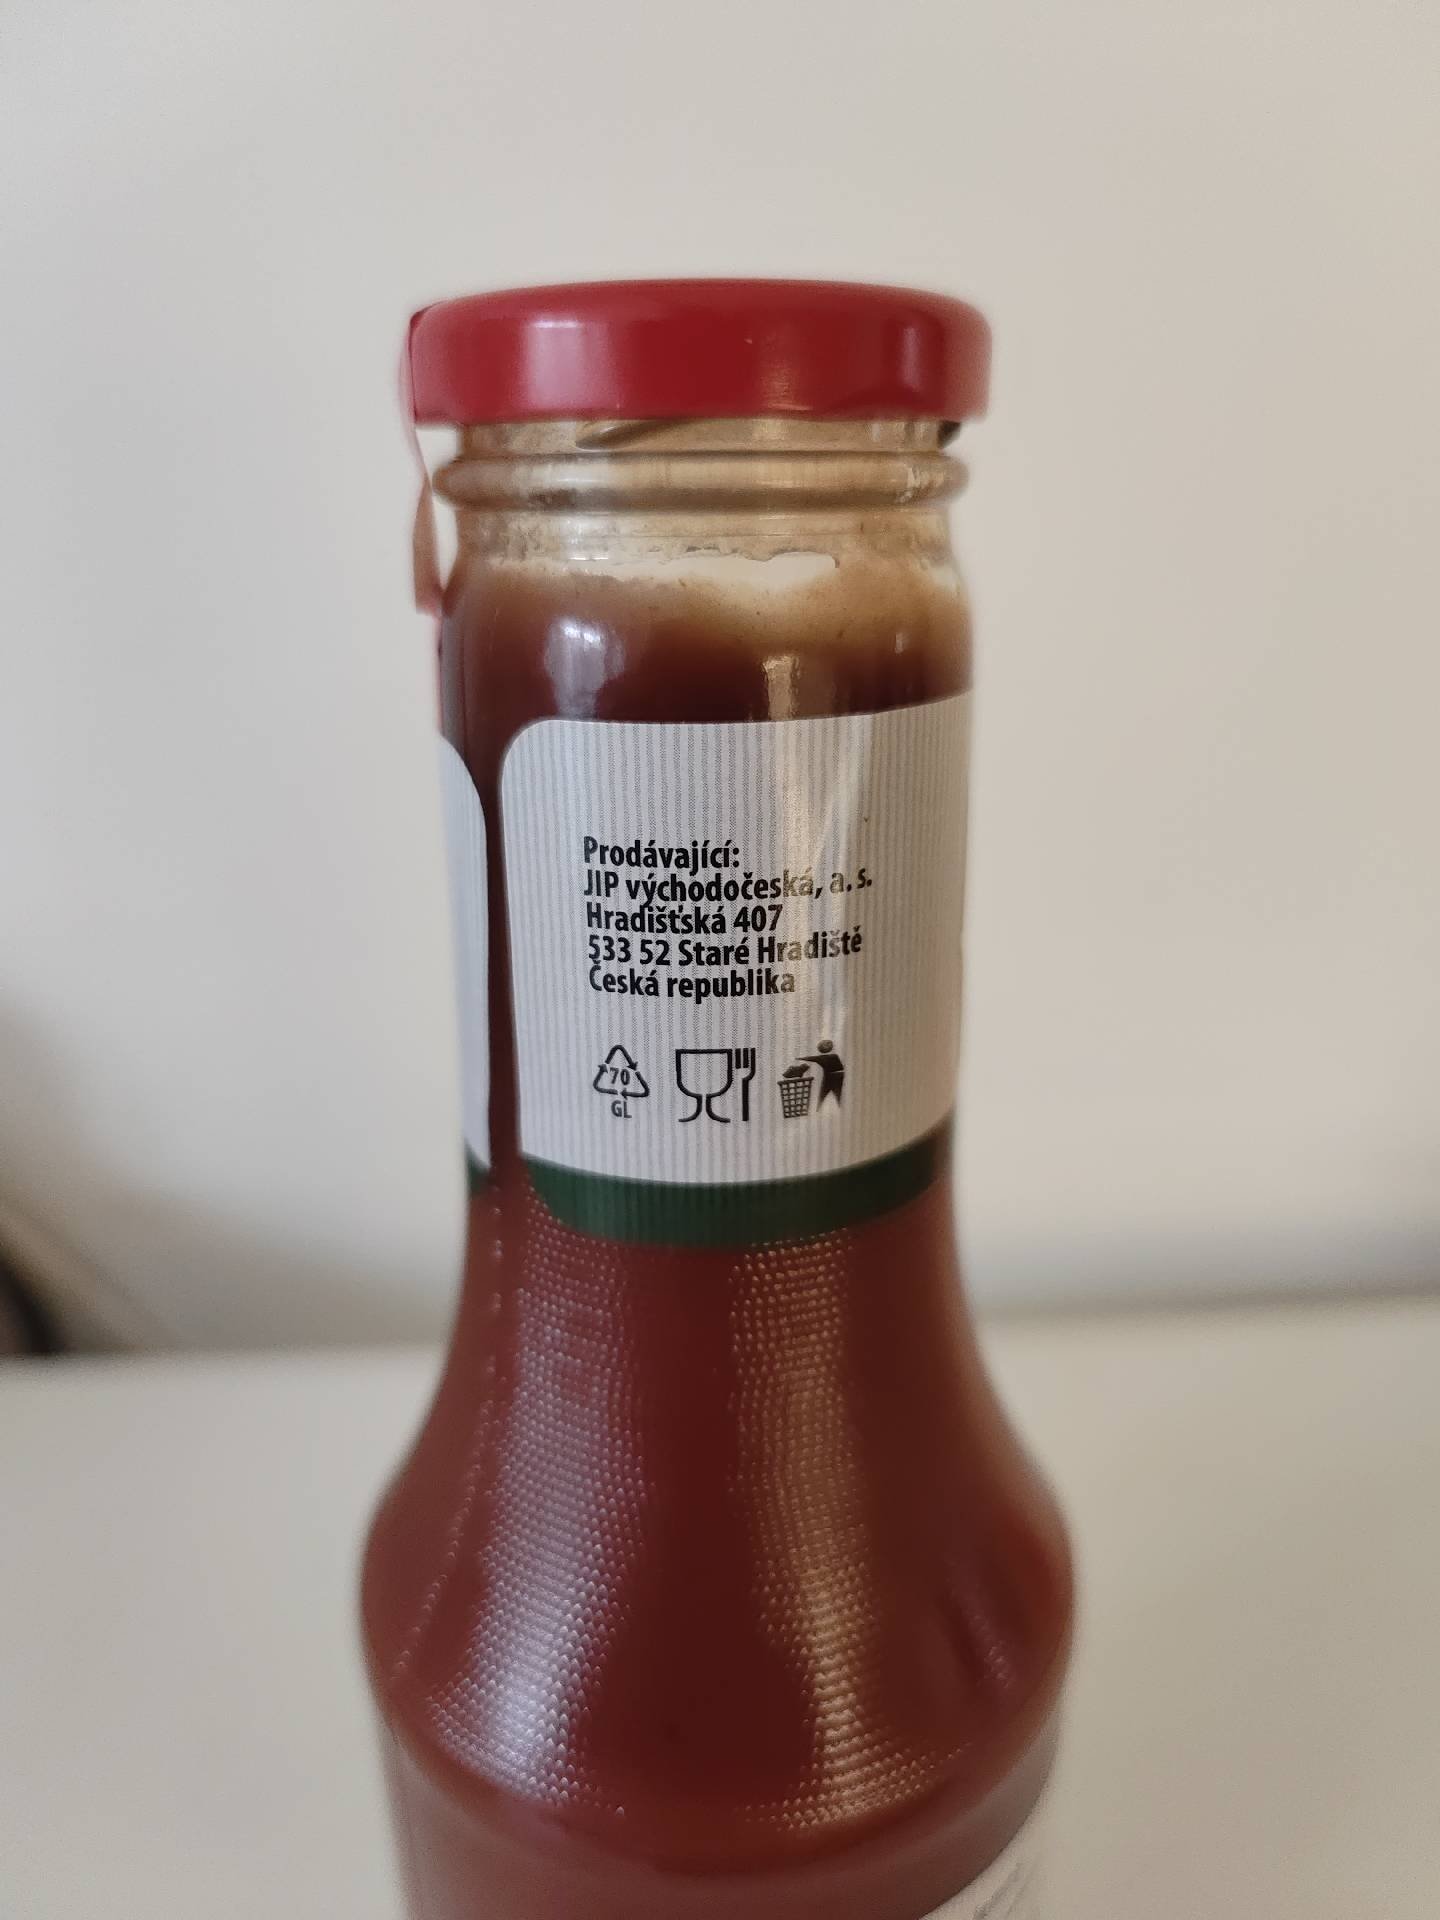 Prodávající:
JIP východočeská, a. s.
Hradišťská 407
533 52 Staré Hradiště
Česká republika
70
GL